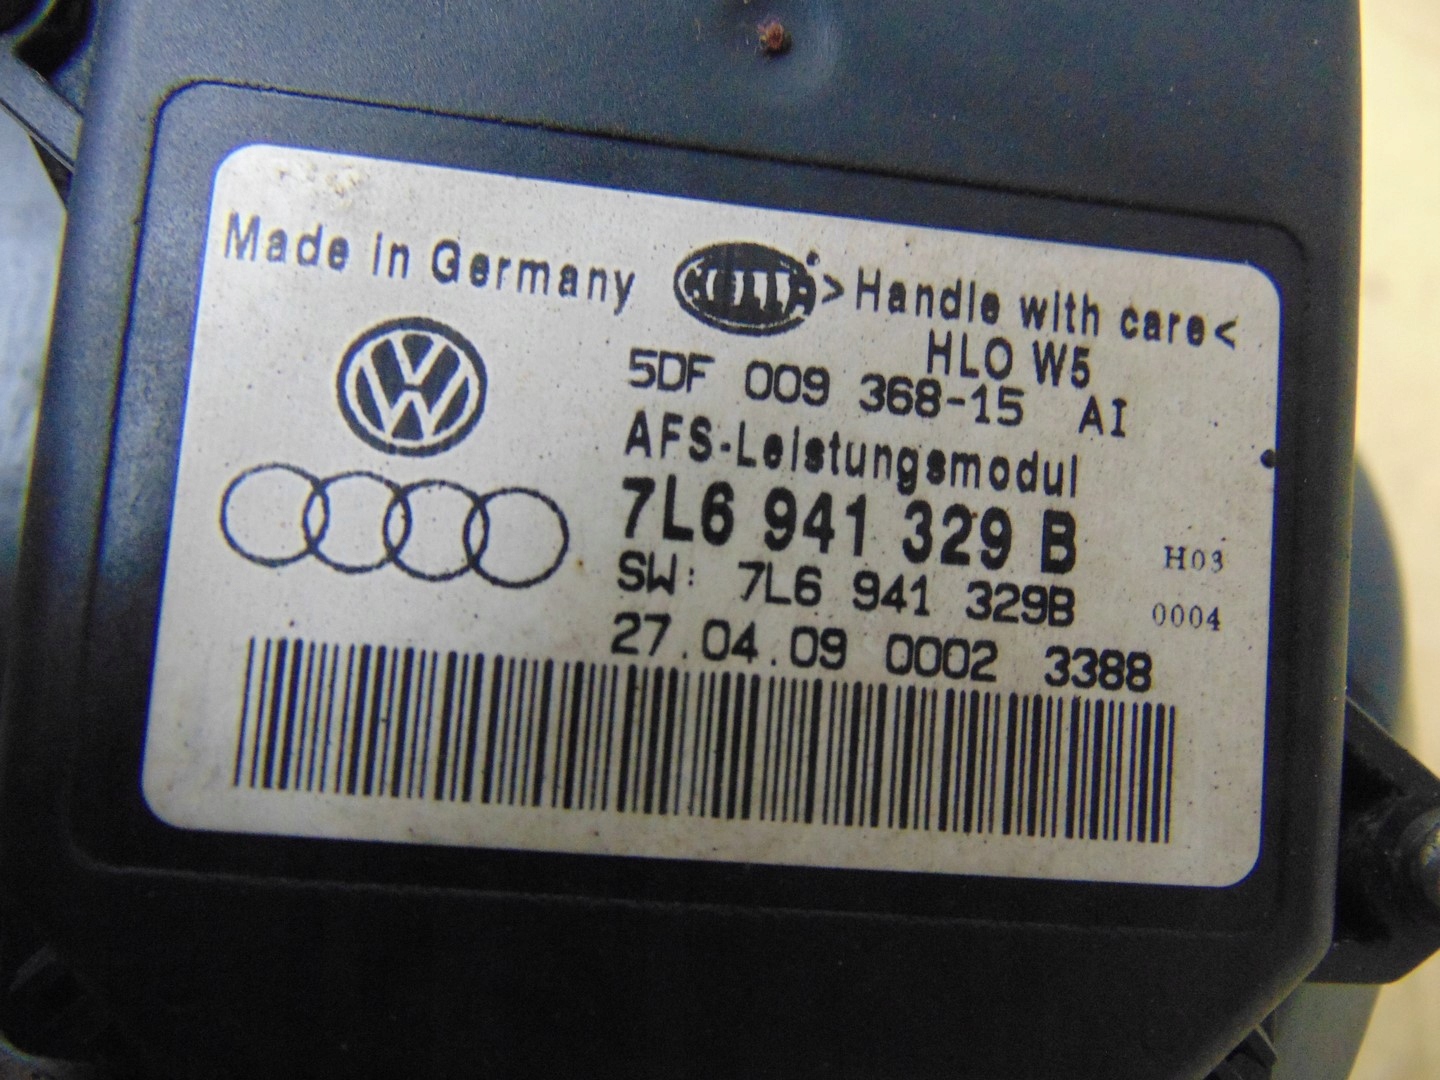 Made in Germany HELLA >Handle with care<
HLO W5
5DF 009 368-15 AI
AFS-Leistungsmodul
7L6 941 329 B H03
SW: 7L6 941 329B 0004
27.04.09 0002 3388